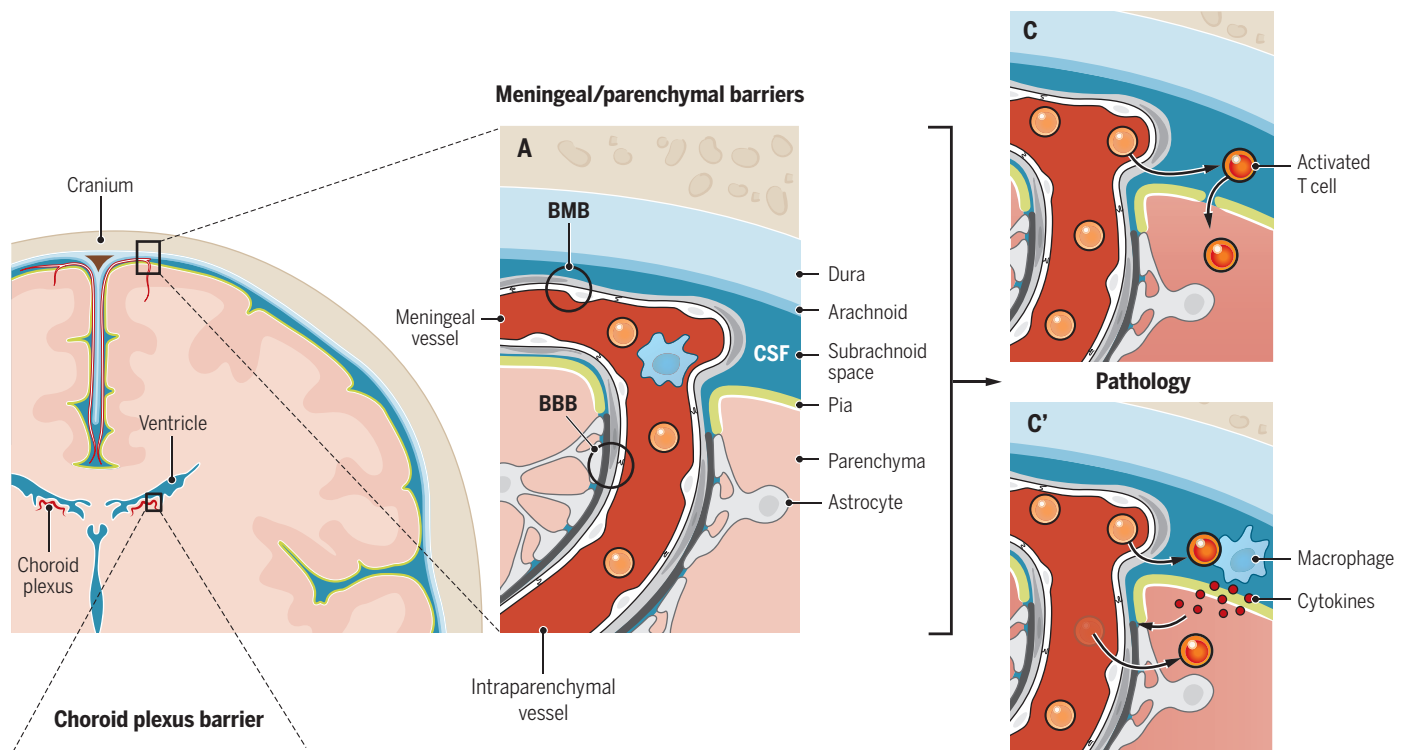 Cranium
Ventricle
Choroid
plexus
Choroid plexus barrier
Meningeal/parenchymal barriers
A
BMB
Meningeal
vessel
BBB
CSF
Dura
Arachnoid
Subrachnoid
space
Pia
Parenchyma
Astrocyte
Intraparenchymal
vessel
C
Activated
T cell
Pathology
C'
Macrophage
Cytokines